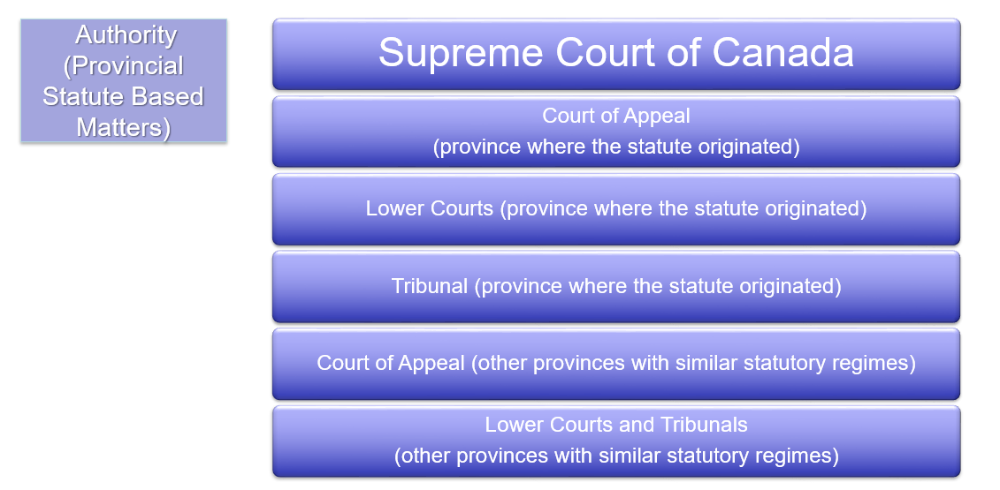 Authority
(Provincial
Statute Based
Matters)
Supreme Court of Canada
Court of Appeal
(province where the statute originated)
Lower Courts (province where the statute originated)
Tribunal (province where the statute originated)
Court of Appeal (other provinces with similar statutory regimes)
Lower Courts and Tribunals
(other provinces with similar statutory regimes)